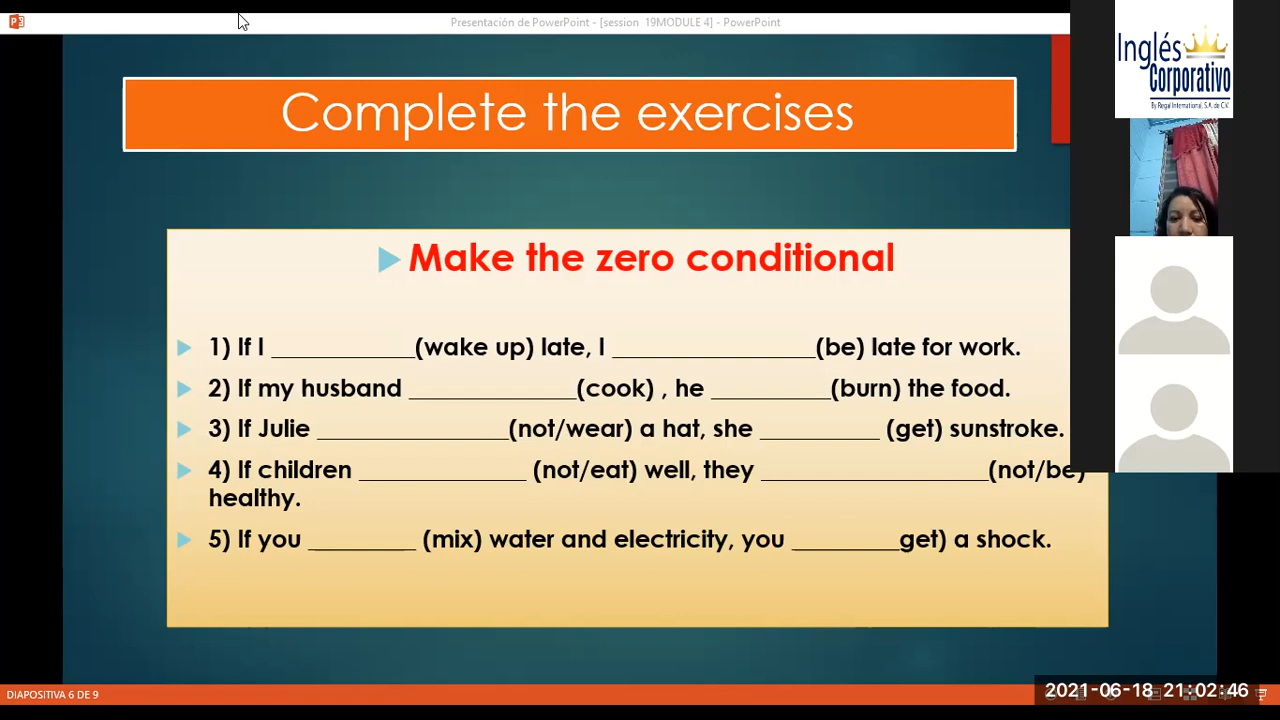 Presentación de PowerPoint - [session 19MODULE 4] - PowerPoint
Inglés
Corporativo
By Regal International, S.A. de C.V.
Complete the exercises
Make the zero conditional
1) If I ___________(wake up) late, I ________________(be) late for work.
2) If my husband _____________(cook) , he _________(burn) the food.
3) If Julie _______________(not/wear) a hat, she _________ (get) sunstroke.
4) If children _____________ (not/eat) well, they __________________(not/be)
healthy.
5) If you ________ (mix) water and electricity, you ________get) a shock.
DIAPOSITIVA 6 DE 9
2021-06-18 21:02:46